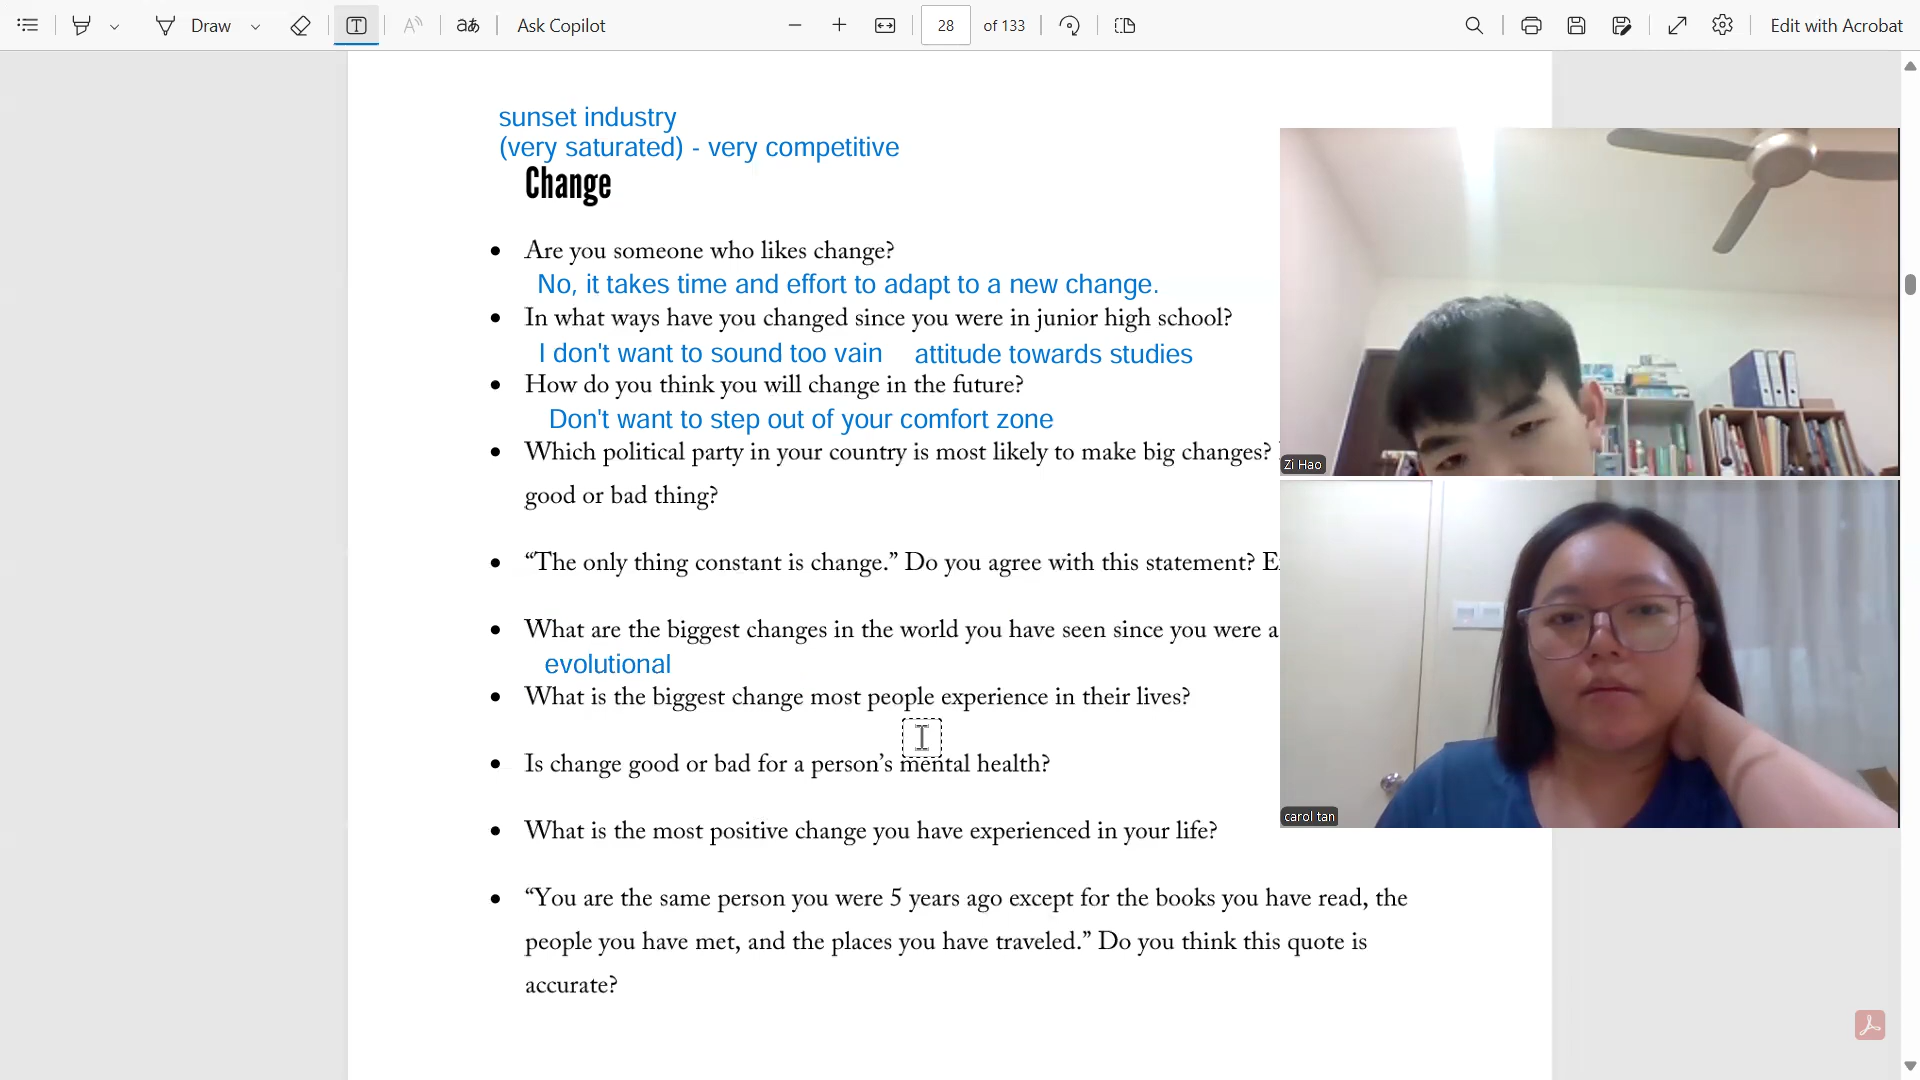 Draw
Ask Copilot
28 of 133
Edit with Acrobat
sunset industry
(very saturated) - very competitive
Change
Are you someone who likes change?
No, it takes time and effort to adapt to a new change.
In what ways have you changed since you were in junior high school?
I don't want to sound too vain attitude towards studies
How do you think you will change in the future?
Don't want to step out of your comfort zone
Which political party in your country is most likely to make big changes?
good or bad thing?
“The only thing constant is change.” Do you agree with this statement? E
What are the biggest changes in the world you have seen since you were a
evolutional
What is the biggest change most people experience in their lives?
Is change good or bad for a person’s mental health?
What is the most positive change you have experienced in your life?
“You are the same person you were 5 years ago except for the books you have read, the
people you have met, and the places you have traveled.” Do you think this quote is
accurate?
Zi Hao
carol tan